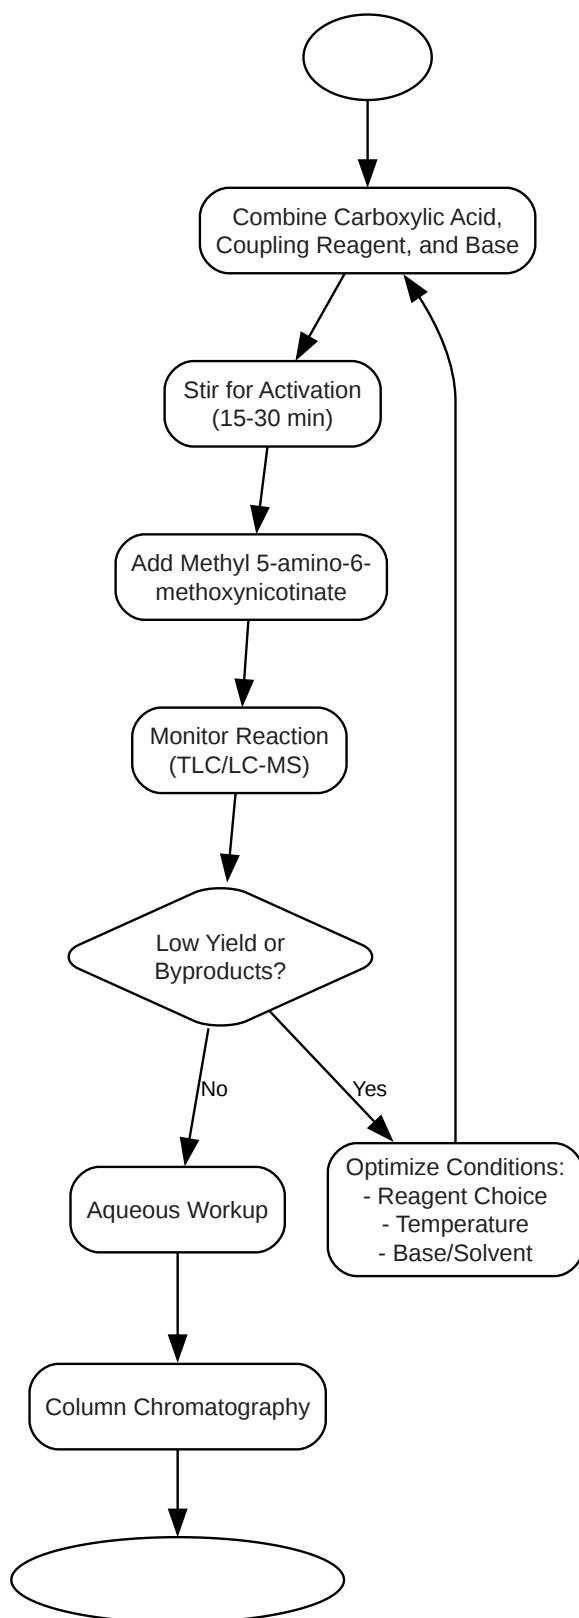 Combine Carboxylic Acid,
Coupling Reagent, and Base
Stir for Activation
(15-30 min)
Add Methyl 5-amino-6-
methoxynicotinate
Monitor Reaction
(TLC/LC-MS)
Low Yield or
Byproducts?
No
Yes
Aqueous Workup
Optimize Conditions:
- Reagent Choice
- Temperature
- Base/Solvent
Column Chromatography